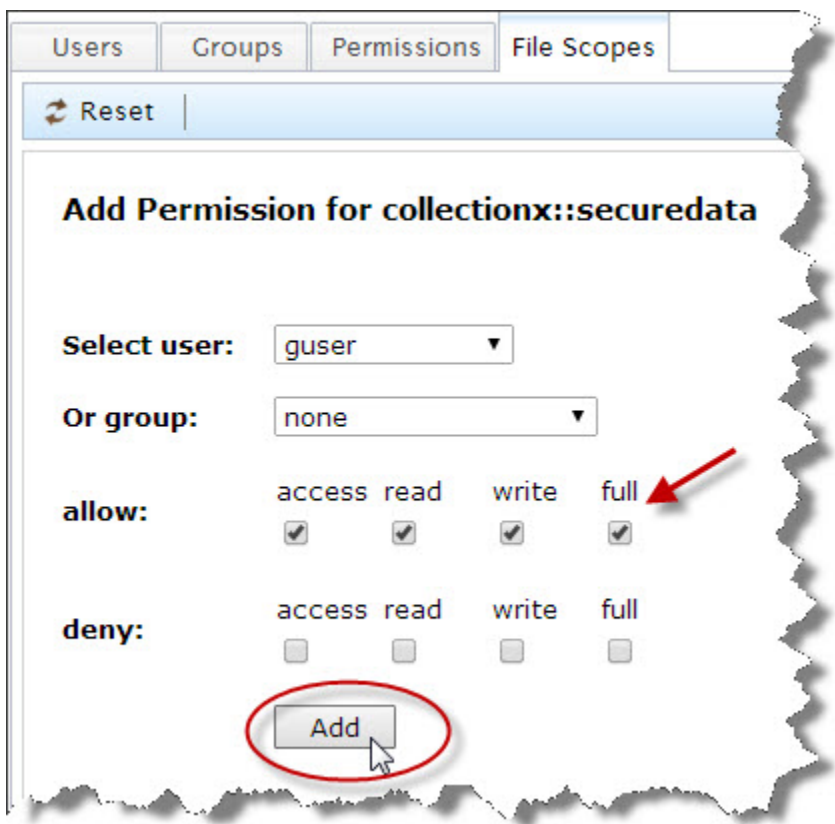 Users Groups Permissions File Scopes
Reset
Add Permission for collectionx::securedata
Select user: guser
Or group: none
access read write full
allow:
access read write full
deny:
Add